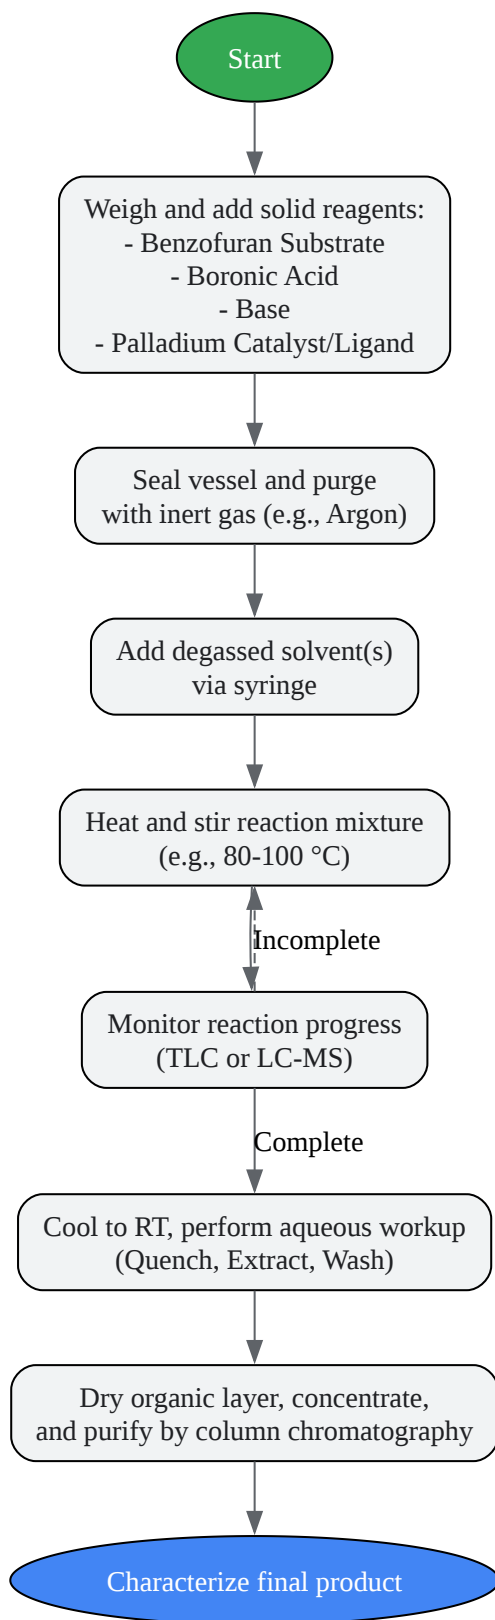 Start
Weigh and add solid reagents:
- Benzofuran Substrate
- Boronic Acid
- Base
- Palladium Catalyst/Ligand
Seal vessel and purge
with inert gas (e.g., Argon)
Add degassed solvent(s)
via syringe
Heat and stir reaction mixture
(e.g., 80-100 °C)
Incomplete
Monitor reaction progress
(TLC or LC-MS)
Complete
Cool to RT, perform aqueous workup
(Quench, Extract, Wash)
Dry organic layer, concentrate,
and purify by column chromatography
Characterize final product